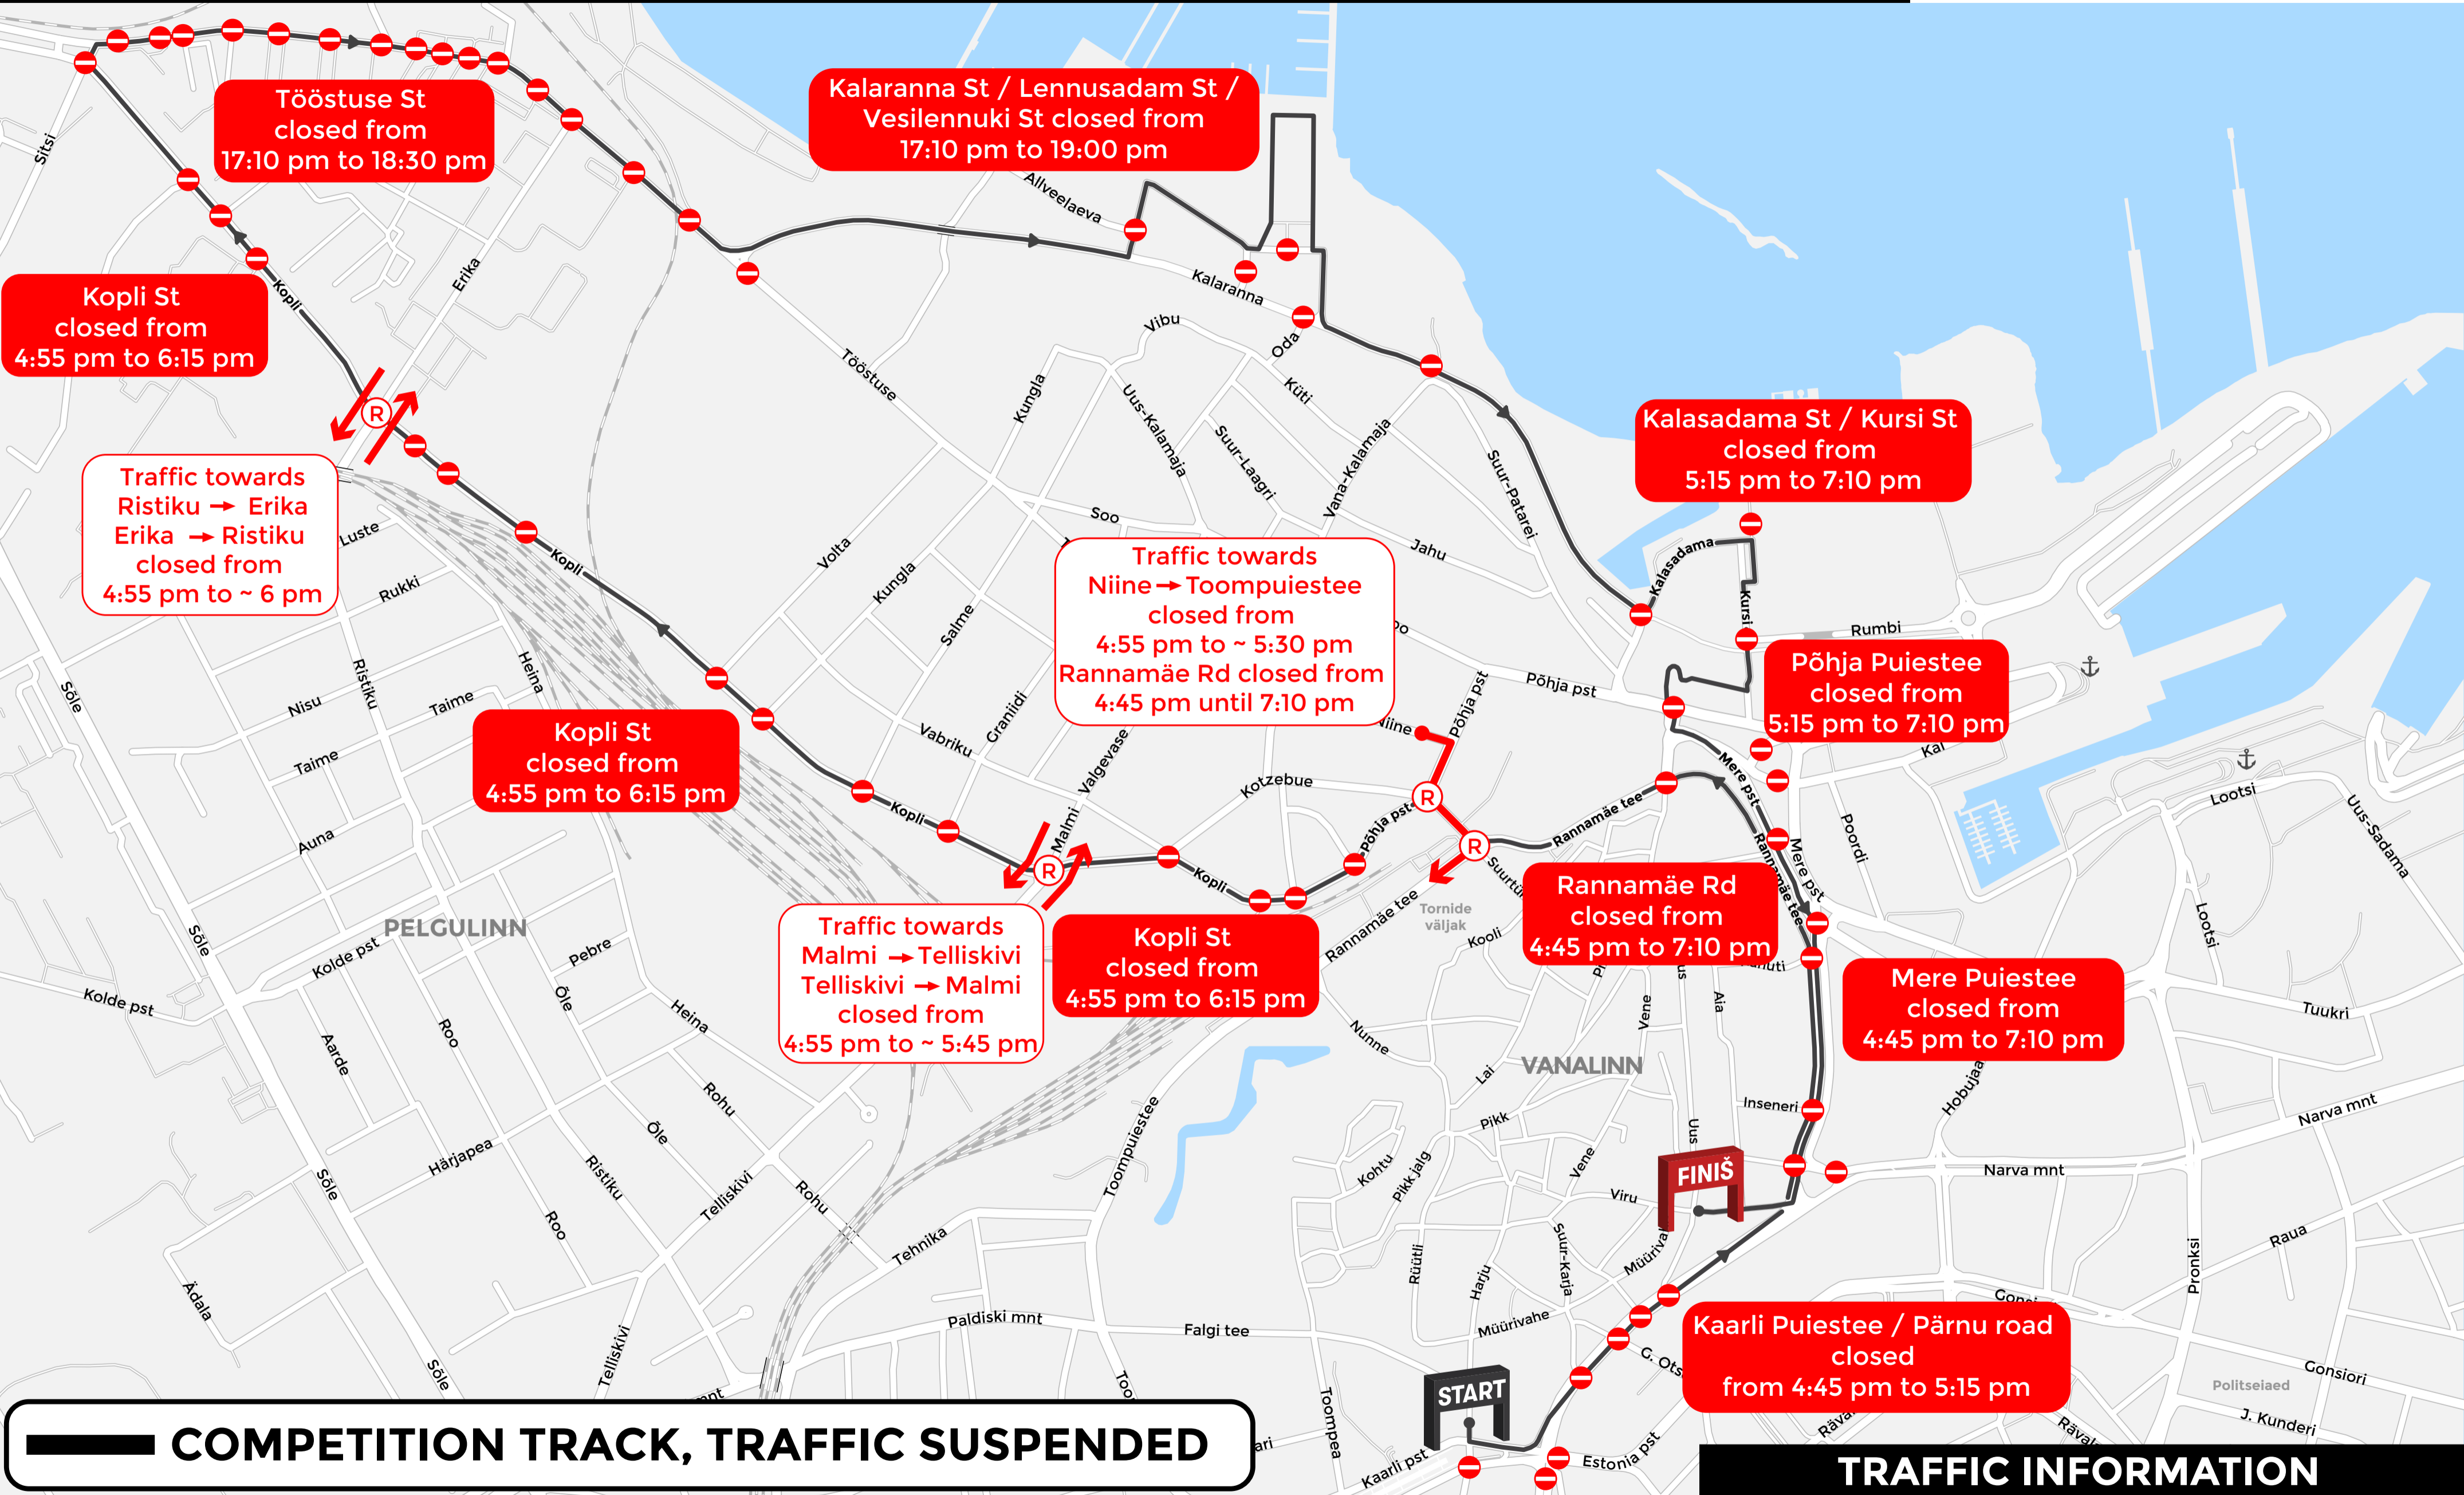 Tööstuse St
closed from
17:10 pm to 18:30 pm
Kalaranna St / Lennusadam St /
Vesilennuki St closed from
17:10 pm to 19:00 pm
Sitsi
Allveelaeva
Erika
Kopli
Kalaranna
Kopli St
closed from
4:55 pm to 6:15 pm
Vibu
Oda
Tööstuse
Kungla
Uus-Kalamaja
Küti
Suur-Laagri
Vana-Kalamaja
Suur-Patarei
R
Kalasadama St / Kursi St
closed from
5:15 pm to 7:10 pm
Traffic towards
Ristiku → Erika
Erika → Ristiku
closed from
4:55 pm to ~ 6 pm
Luste
Rukki
Kopli
Volta
Kungla
Salme
Soo
Jahu
Traffic towards
Niine → Toompuiestee
closed from
4:55 pm to ~ 5:30 pm
Rannamäe Rd closed from
4:45 pm until 7:10 pm
Kalasadama
Kursi
Rumbi
Põhja Puiestee
closed from
5:15 pm to 7:10 pm
Sõle
Ristiku
Heina
Nisu
Taime
Taime
Põhja pst
Põhja pst
Niine
Kopli St
closed from
4:55 pm to 6:15 pm
Vabriku
Graniidi
Valgevase
Malmi
Kotzebue
Mere pst
Kai
Lootsi
Uus-Sadama
Auna
Kopli
R
Kopli
Põhja pst
R
R
Rannamäe tee
Rannamäe tee
Mere pst
Poordi
PELGULINN
Kolde pst
Kolde pst
Sõle
Pebre
Õle
Traffic towards
Malmi → Telliskivi
Telliskivi → Malmi
closed from
4:55 pm to ~ 5:45 pm
Kopli St
closed from
4:55 pm to 6:15 pm
Rannamäe tee
Tornide
väljak
Kooli
Rannamäe Rd
closed from
4:45 pm to 7:10 pm
Mere Puiestee
closed from
4:45 pm to 7:10 pm
Lootsi
Tuukri
Aarde
Roo
Heina
Nunne
Vene
Aia
VANALINN
Lai
Pikk
Inseneri
Hobujaa
Narva mnt
Rohu
Õle
Härjapea
Ristiku
Sõle
Telliskivi
Rohu
Toompuiestee
Kohtu
Pikk jalg
Vene
Uus
FINIŠ
Viru
Narva mnt
Roo
Tehnika
Rüütli
Harju
Suur-Karja
Raua
Pronksi
Ädala
Telliskivi
Paldiski mnt
Falgi tee
Müürivahe
Kaarli Puiestee / Pärnu road
closed
from 4:45 pm to 5:15 pm
Gonsiori
Politseiaed
J. Kunderi
Sõle
Toompea
START
Kaarli pst
Estonia pst
COMPETITION TRACK, TRAFFIC SUSPENDED
TRAFFIC INFORMATION